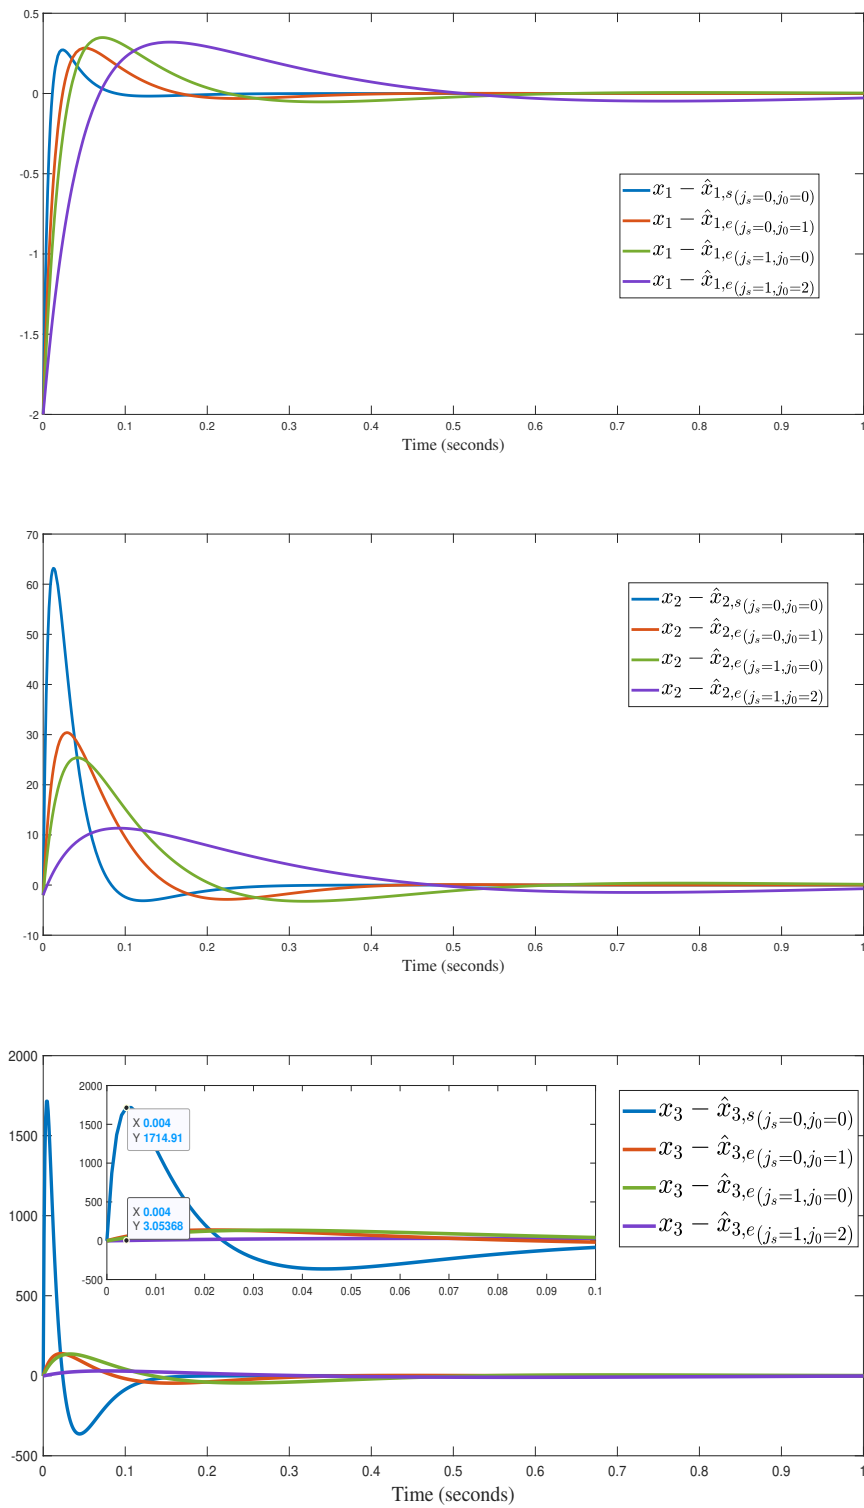 0.5
0
-0.5
-1
-1.5
-2
0 0.1 0.2 0.3 0.4 0.5 0.6 0.7 0.8 0.9 1
Time (seconds)
x₁ − x̂₁,ₛ₍ⱼₛ₌₀,ⱼ₀₌₀₎
x₁ − x̂₁,ₑ₍ⱼₛ₌₀,ⱼ₀₌₁₎
x₁ − x̂₁,ₑ₍ⱼₛ₌₁,ⱼ₀₌₀₎
x₁ − x̂₁,ₑ₍ⱼₛ₌₁,ⱼ₀₌₂₎
70
60
50
40
30
20
10
0
-10
0 0.1 0.2 0.3 0.4 0.5 0.6 0.7 0.8 0.9 1
Time (seconds)
x₂ − x̂₂,ₛ₍ⱼₛ₌₀,ⱼ₀₌₀₎
x₂ − x̂₂,ₑ₍ⱼₛ₌₀,ⱼ₀₌₁₎
x₂ − x̂₂,ₑ₍ⱼₛ₌₁,ⱼ₀₌₀₎
x₂ − x̂₂,ₑ₍ⱼₛ₌₁,ⱼ₀₌₂₎
2000
1500
1000
500
0
-500
0 0.1 0.2 0.3 0.4 0.5 0.6 0.7 0.8 0.9 1
Time (seconds)
2000
1500
1000
500
0
-500
0 0.01 0.02 0.03 0.04 0.05 0.06 0.07 0.08 0.09 0.1
X 0.004
Y 1714.91
X 0.004
Y 3.05368
x₃ − x̂₃,ₛ₍ⱼₛ₌₀,ⱼ₀₌₀₎
x₃ − x̂₃,ₑ₍ⱼₛ₌₀,ⱼ₀₌₁₎
x₃ − x̂₃,ₑ₍ⱼₛ₌₁,ⱼ₀₌₀₎
x₃ − x̂₃,ₑ₍ⱼₛ₌₁,ⱼ₀₌₂₎